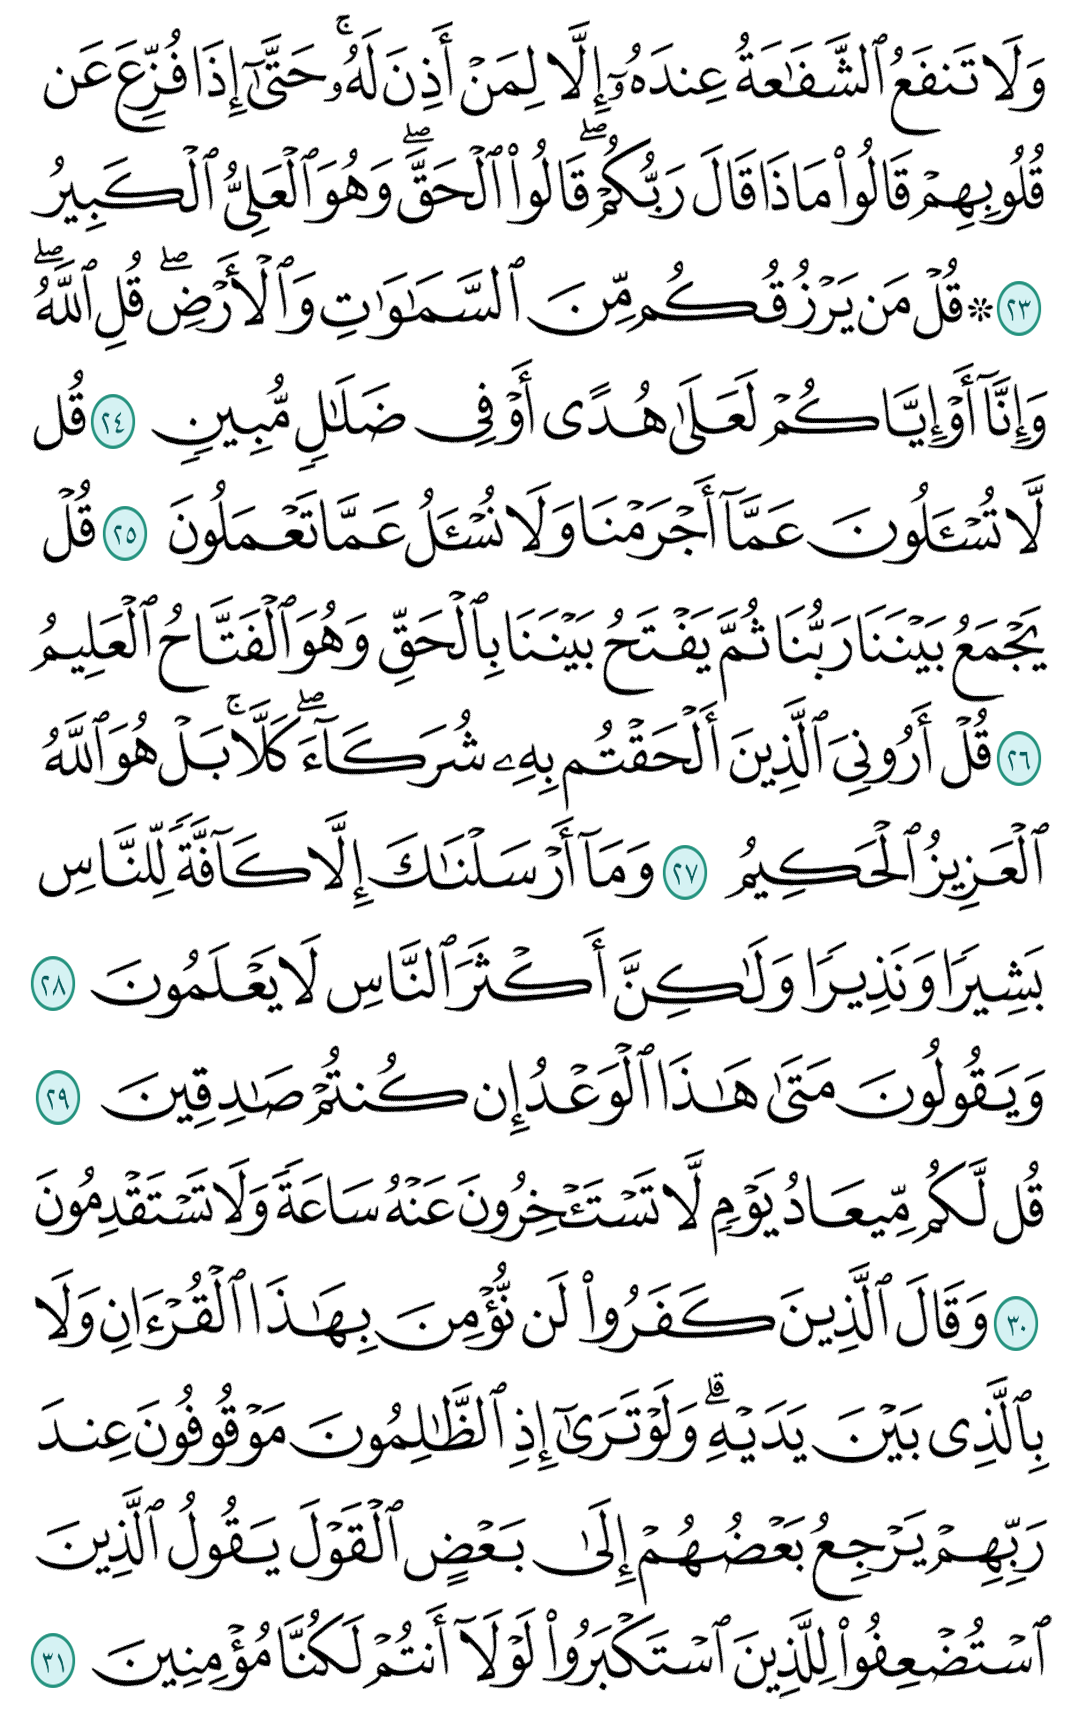 وَلَا تَنفَعُ ٱلشَّفَٰعَةُ عِندَهُۥٓ إِلَّا لِمَنْ أَذِنَ لَهُۥۚ حَتَّىٰٓ إِذَا فُزِّعَ عَن
قُلُوبِهِمْ قَالُوا۟ مَاذَا قَالَ رَبُّكُمْۖ قَالُوا۟ ٱلْحَقَّۖ وَهُوَ ٱلْعَلِىُّ ٱلْكَبِيرُ
٢٣ ۞ قُلْ مَن يَرْزُقُكُم مِّنَ ٱلسَّمَٰوَٰتِ وَٱلْأَرْضِۖ قُلِ ٱللَّهُۖ
وَإِنَّآ أَوْ إِيَّاكُمْ لَعَلَىٰ هُدًى أَوْ فِى ضَلَٰلٍ مُّبِينٍ ٢٤ قُل
لَّا تُسْـَٔلُونَ عَمَّآ أَجْرَمْنَا وَلَا نُسْـَٔلُ عَمَّا تَعْمَلُونَ ٢٥ قُلْ
يَجْمَعُ بَيْنَنَا رَبُّنَا ثُمَّ يَفْتَحُ بَيْنَنَا بِٱلْحَقِّ وَهُوَ ٱلْفَتَّاحُ ٱلْعَلِيمُ
٢٦ قُلْ أَرُونِىَ ٱلَّذِينَ أَلْحَقْتُم بِهِۦ شُرَكَآءَۖ كَلَّاۚ بَلْ هُوَ ٱللَّهُ
ٱلْعَزِيزُ ٱلْحَكِيمُ ٢٧ وَمَآ أَرْسَلْنَٰكَ إِلَّا كَآفَّةً لِّلنَّاسِ
بَشِيرًا وَنَذِيرًا وَلَٰكِنَّ أَكْثَرَ ٱلنَّاسِ لَا يَعْلَمُونَ ٢٨
وَيَقُولُونَ مَتَىٰ هَٰذَا ٱلْوَعْدُ إِن كُنتُمْ صَٰدِقِينَ ٢٩
قُل لَّكُم مِّيعَادُ يَوْمٍ لَّا تَسْتَـْٔخِرُونَ عَنْهُ سَاعَةً وَلَا تَسْتَقْدِمُونَ
٣٠ وَقَالَ ٱلَّذِينَ كَفَرُوا۟ لَن نُّؤْمِنَ بِهَٰذَا ٱلْقُرْءَانِ وَلَا
بِٱلَّذِى بَيْنَ يَدَيْهِۗ وَلَوْ تَرَىٰٓ إِذِ ٱلظَّٰلِمُونَ مَوْقُوفُونَ عِندَ
رَبِّهِمْ يَرْجِعُ بَعْضُهُمْ إِلَىٰ بَعْضٍ ٱلْقَوْلَ يَقُولُ ٱلَّذِينَ
ٱسْتُضْعِفُوا۟ لِلَّذِينَ ٱسْتَكْبَرُوا۟ لَوْلَآ أَنتُمْ لَكُنَّا مُؤْمِنِينَ ٣١